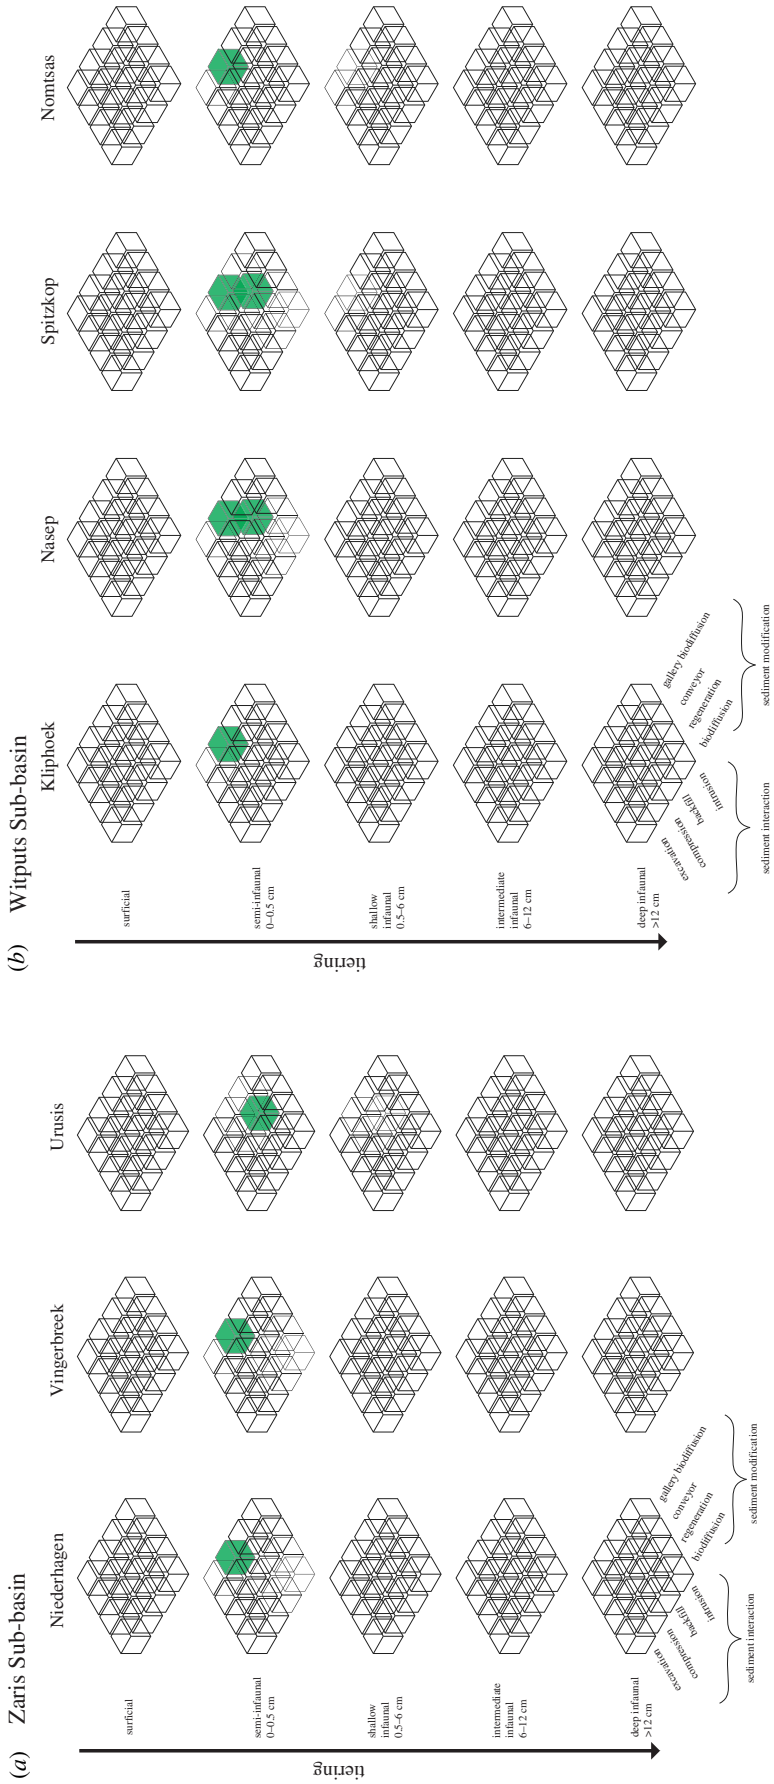 (a) Zaris Sub-basin
Niederhagen
Vingerbreek
Urusis
tiering
surficial
semi-infaunal
0–0.5 cm
shallow
infaunal
0.5–6 cm
intermediate
infaunal
6–12 cm
deep infaunal
>12 cm
excavation
compression
backfill
intrusion
biodiffusion
regeneration
conveyor
gallery biodiffusion
sediment interaction
sediment modification
(b) Witputs Sub-basin
Kliphoek
Nasep
Spitzkop
Nomtsas
tiering
surficial
semi-infaunal
0–0.5 cm
shallow
infaunal
0.5–6 cm
intermediate
infaunal
6–12 cm
deep infaunal
>12 cm
excavation
compression
backfill
intrusion
biodiffusion
regeneration
conveyor
gallery biodiffusion
sediment interaction
sediment modification